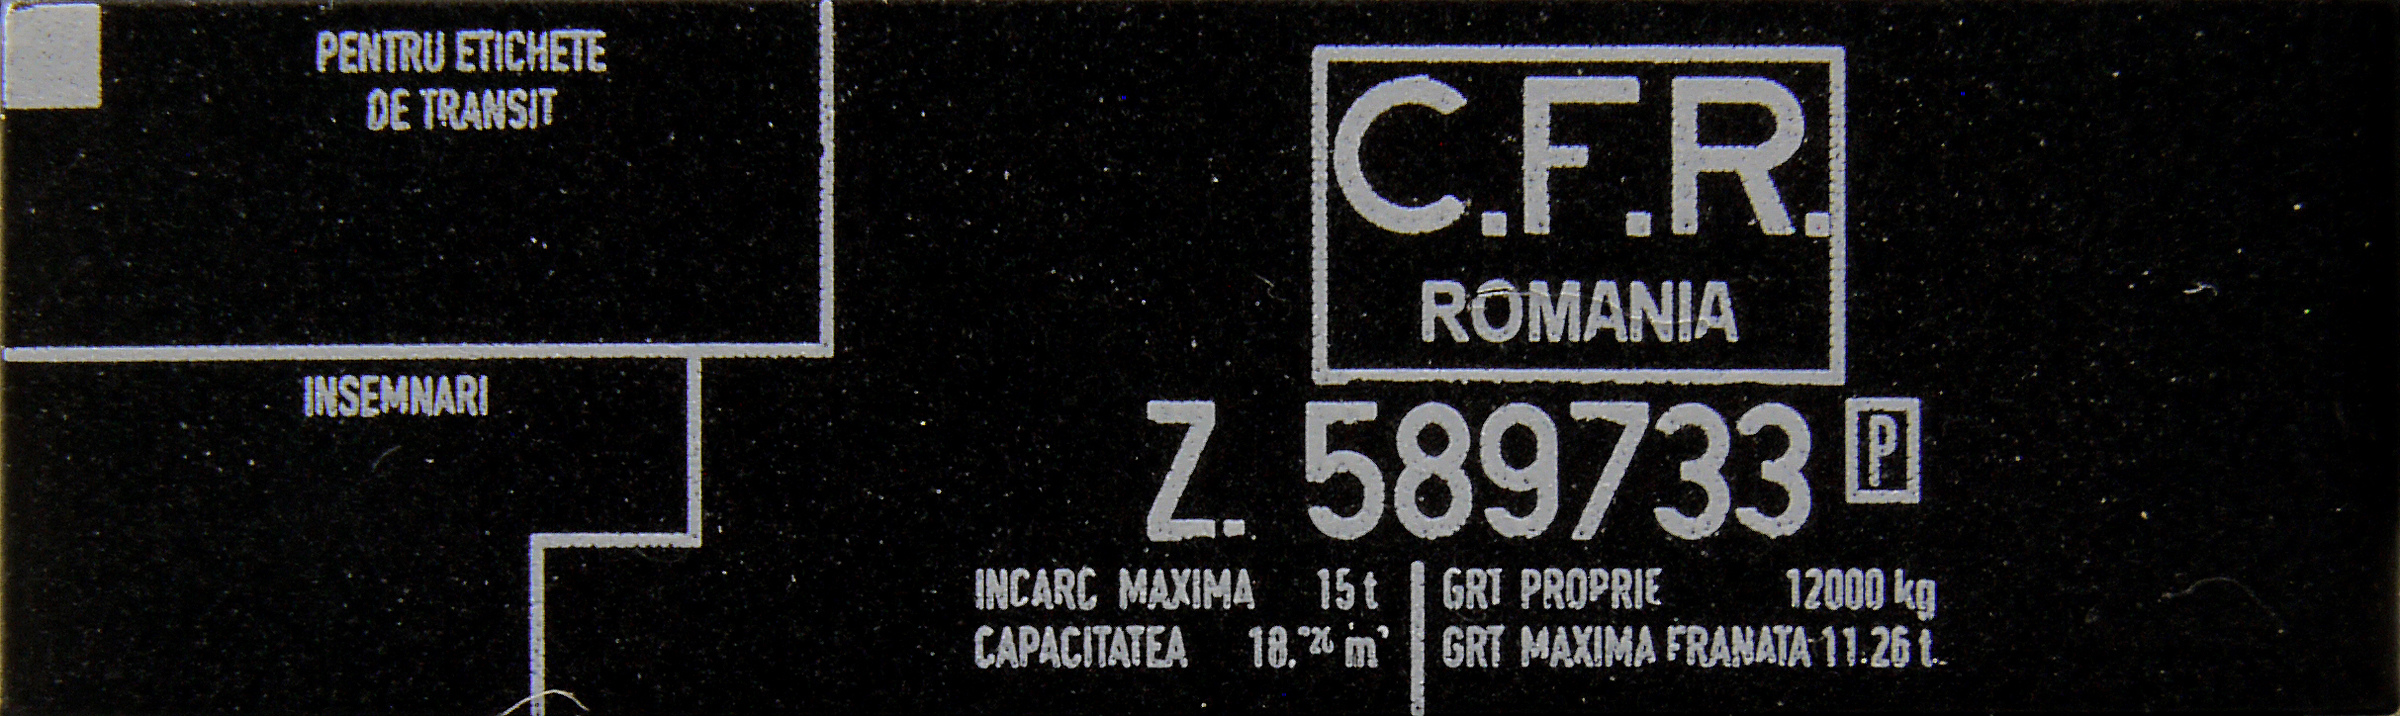 PENTRU ETICHETE
DE TRANSIT
INSEMNARI
C.F.R.
ROMANIA
Z. 589733 P
INCARC MAXIMA 15 t
CAPACITATEA 18. m³
GRT PROPRIE 12000 kg
GRT MAXIMA FRANATA 11.26 t.